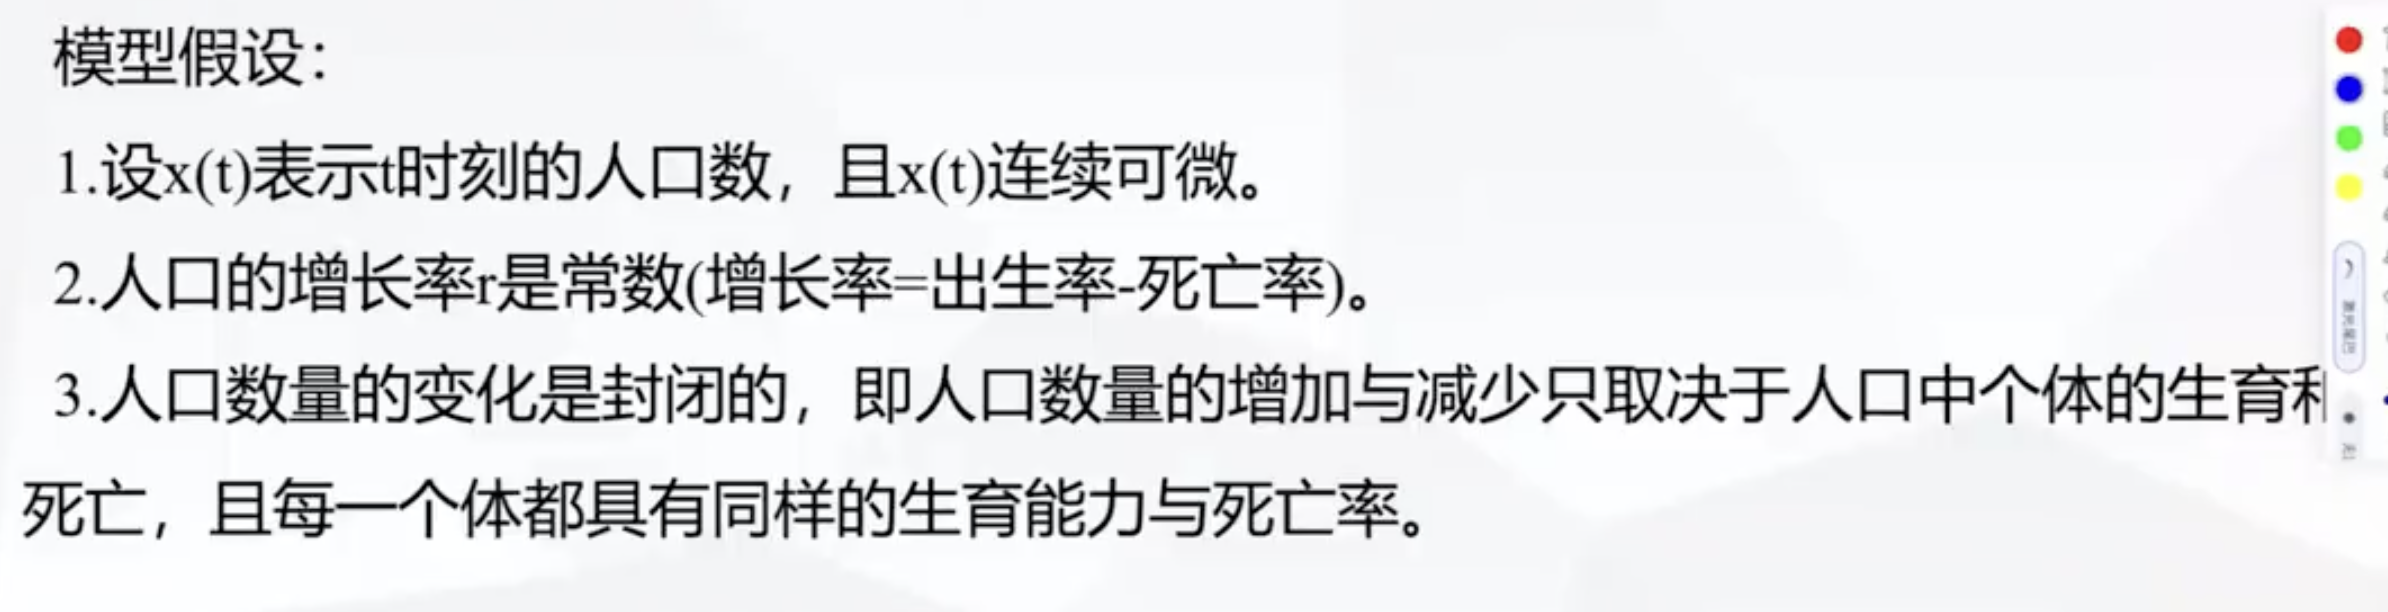 模型假设：
1.设x(t)表示t时刻的人口数，且x(t)连续可微。
2.人口的增长率r是常数(增长率=出生率-死亡率)。
3.人口数量的变化是封闭的，即人口数量的增加与减少只取决于人口中个体的生育和
死亡，且每一个体都具有同样的生育能力与死亡率。